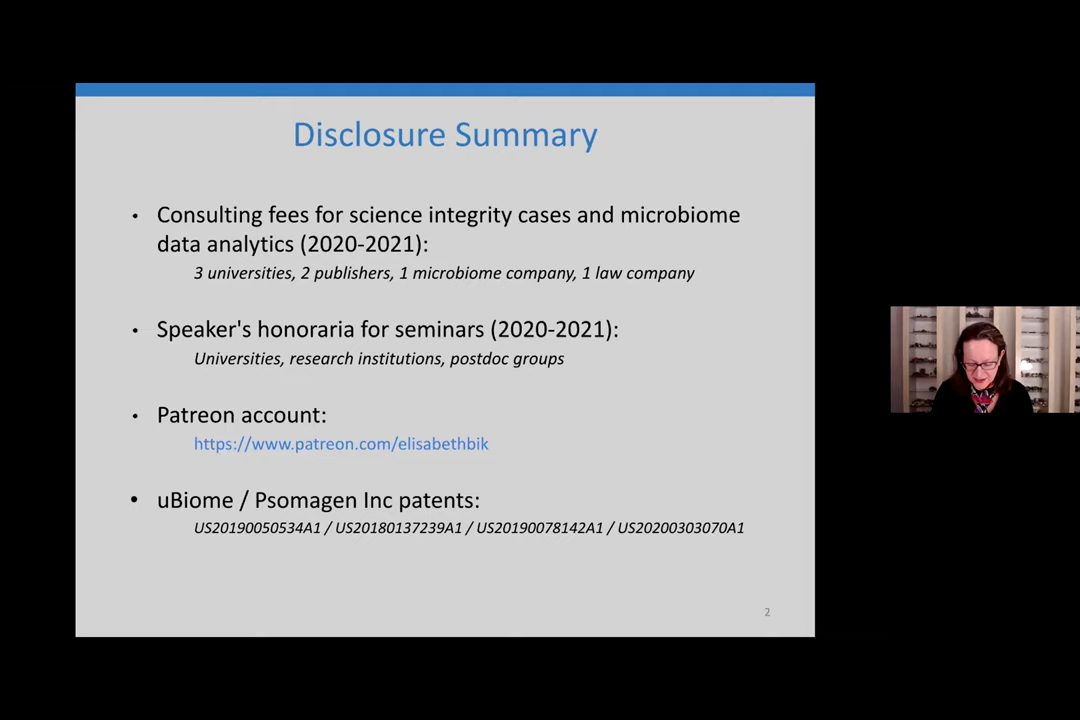 Disclosure Summary
• Consulting fees for science integrity cases and microbiome
data analytics (2020-2021):
3 universities, 2 publishers, 1 microbiome company, 1 law company
• Speaker's honoraria for seminars (2020-2021):
Universities, research institutions, postdoc groups
• Patreon account:
https://www.patreon.com/elisabethbik
• uBiome / Psomagen Inc patents:
US20190050534A1 / US20180137239A1 / US20190078142A1 / US20200303070A1
2